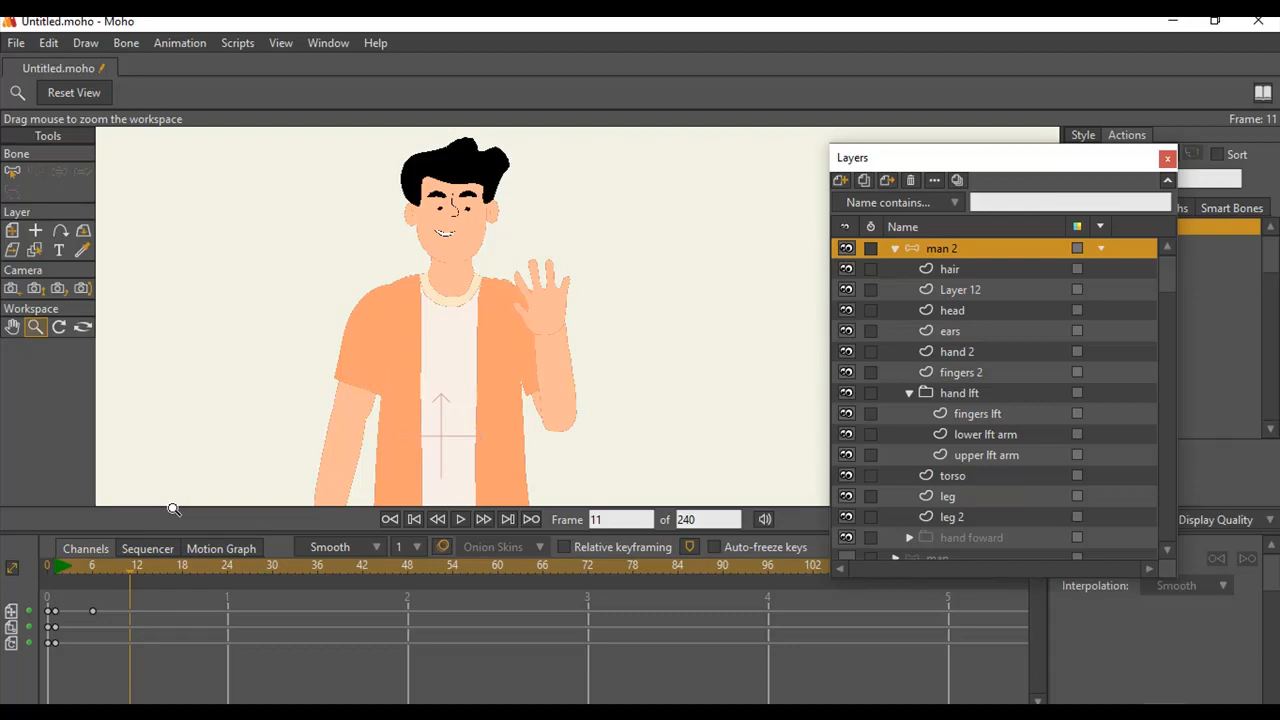 Untitled.moho - Moho
File Edit Draw Bone Animation Scripts View Window Help
Untitled.moho
Reset View
Drag mouse to zoom the workspace Frame: 11
Tools
Bone
Layer
T
Camera
Workspace
Style Actions
Sort
Smart Bones
Layers
Name contains...
Name
man 2
hair
Layer 12
head
ears
hand 2
fingers 2
hand lft
fingers lft
lower lft arm
upper lft arm
torso
leg
leg 2
hand foward
man
Frame 11 of 240
Display Quality
Channels Sequencer Motion Graph Smooth 1 Onion Skins Relative keyframing Auto-freeze keys
0 6 12 18 24 30 36 42 48 54 60 66 72 78 84 90 96 102
0 1 2 3 4 5
Interpolation: Smooth